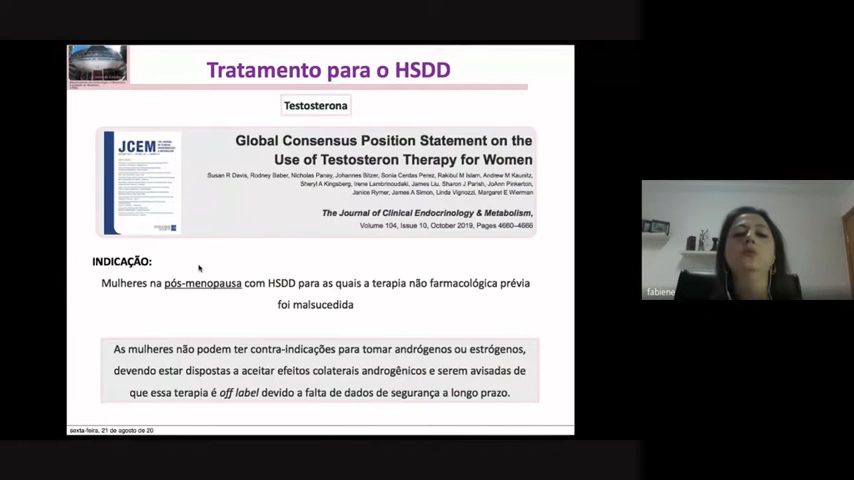 Tratamento para o HSDD
Testosterona
JCEM
Global Consensus Position Statement on the
Use of Testosteron Therapy for Women
Susan R Davis, Rodney Baber, Nicholas Panay, Johannes Bitzer, Sonia Cerdas Perez, Rakibul M Islam, Andrew M Kaunitz,
Sheryl A Kingsberg, Irene Lambrinoudaki, James Liu, Sharon J Parish, JoAnn Pinkerton,
Janice Rymer, James A Simon, Linda Vignozzi, Margaret E Wierman
The Journal of Clinical Endocrinology & Metabolism,
Volume 104, Issue 10, October 2019, Pages 4660–4666
INDICAÇÃO:
Mulheres na pós-menopausa com HSDD para as quais a terapia não farmacológica prévia
foi malsucedida
As mulheres não podem ter contra-indicações para tomar andrógenos ou estrógenos,
devendo estar dispostas a aceitar efeitos colaterais androgênicos e serem avisadas de
que essa terapia é off label devido a falta de dados de segurança a longo prazo.
sexta-feira, 21 de agosto de 20
fabiene